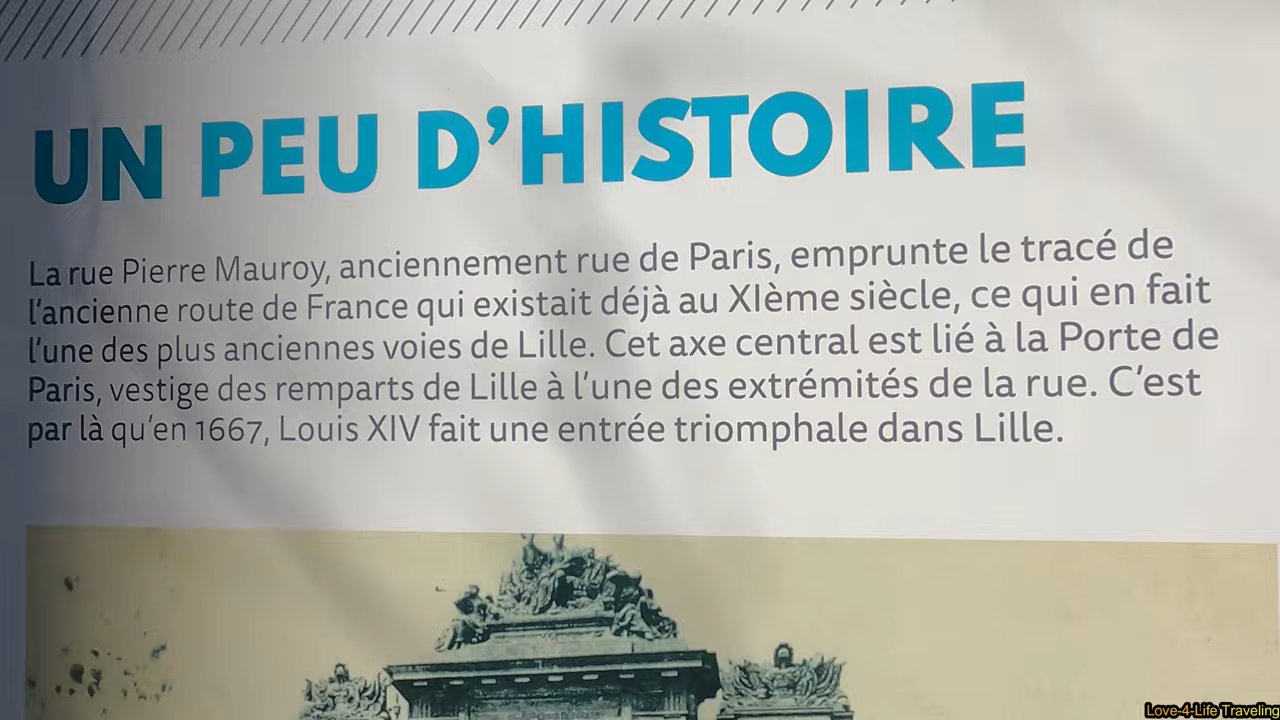 UN PEU D'HISTOIRE
La rue Pierre Mauroy, anciennement rue de Paris, emprunte le tracé de
l'ancienne route de France qui existait déjà au XIème siècle, ce qui en fait
l'une des plus anciennes voies de Lille. Cet axe central est lié à la Porte de
Paris, vestige des remparts de Lille à l'une des extrémités de la rue. C'est
par là qu'en 1667, Louis XIV fait une entrée triomphale dans Lille.
Love-4-Life Traveling